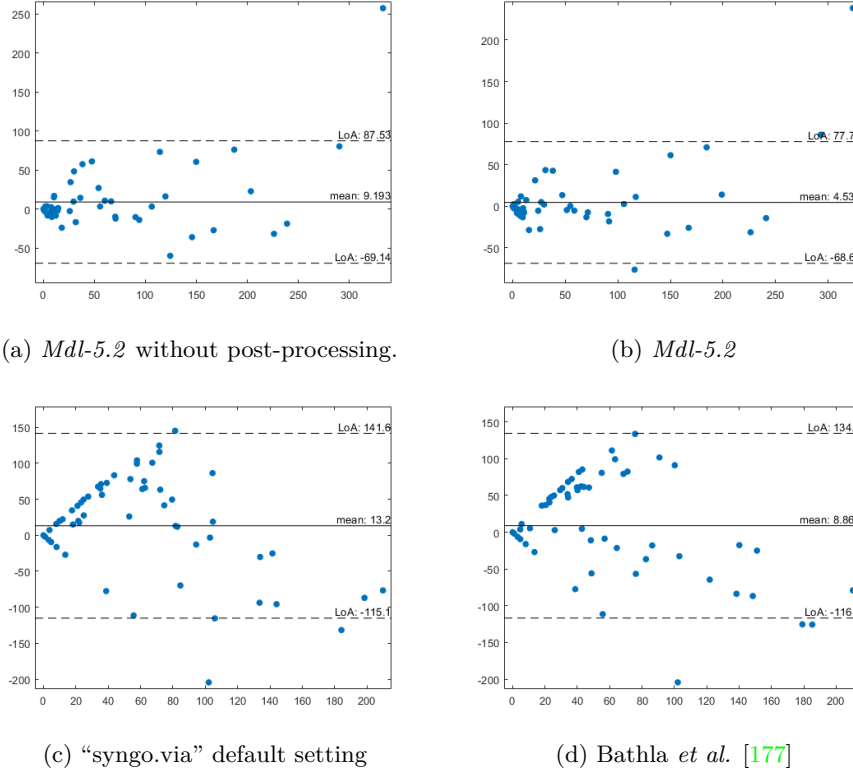 250
200
150
100
50
0
-50
LoA: 87.53
mean: 9.193
LoA: -69.14
0 50 100 150 200 250 300
200
150
100
50
0
-50
LoA: 77.7
mean: 4.53
LoA: -68.6
0 50 100 150 200 250 300
(a) Mdl-5.2 without post-processing.
(b) Mdl-5.2
150
100
50
0
-50
-100
-150
-200
LoA: 141.6
mean: 13.2
LoA: -115.1
0 20 40 60 80 100 120 140 160 180 200
150
100
50
0
-50
-100
-150
-200
LoA: 134.
mean: 8.86
LoA: -116
0 20 40 60 80 100 120 140 160 180 200
(c) “syngo.via” default setting
(d) Bathla et al. [177]